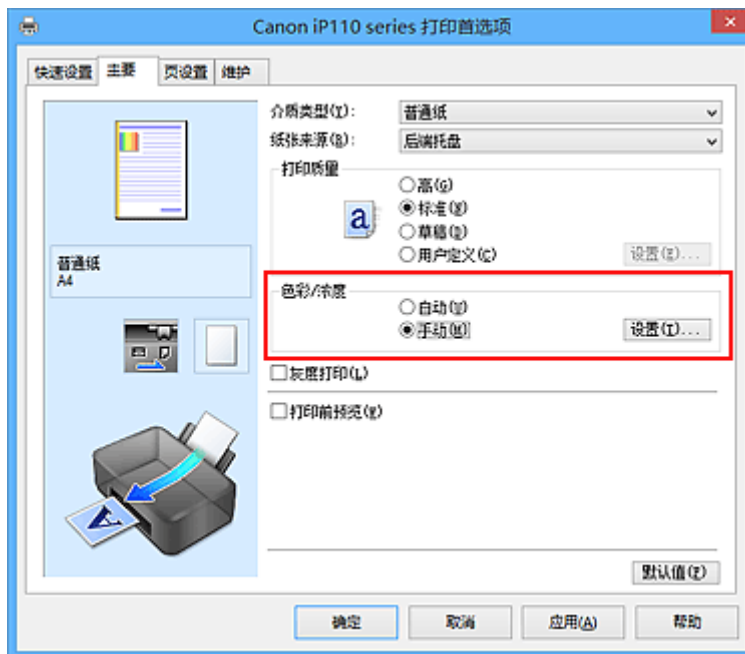 Canon iP110 series 打印首选项
快速设置 主要 页设置 维护
介质类型(Y): 普通纸
纸张来源(B): 后端托盘
打印质量
高(G)
标准(N)
草稿(D)
用户定义(C) 设置(E)...
普通纸
A4
色彩/浓度
自动(U)
手动(M) 设置(T)...
灰度打印(L)
打印前预览(W)
默认值(F)
确定 取消 应用(A) 帮助